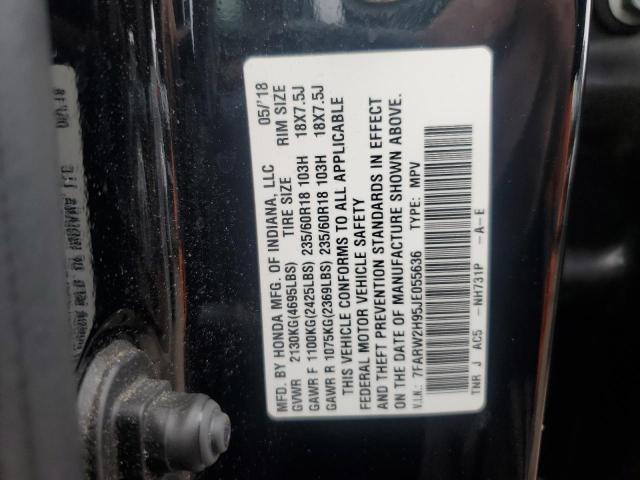 MFD. BY HONDA MFG. OF INDIANA, LLC 05/'18
GVWR 2130KG(4695LBS) TIRE SIZE RIM SIZE
GAWR F 1100KG(2425LBS) 235/60R18 103H 18X7.5J
GAWR R 1075KG(2369LBS) 235/60R18 103H 18X7.5J
THIS VEHICLE CONFORMS TO ALL APPLICABLE
FEDERAL MOTOR VEHICLE SAFETY
AND THEFT PREVENTION STANDARDS IN EFFECT
ON THE DATE OF MANUFACTURE SHOWN ABOVE.
V.I.N.: 7FARW2H95JE055636 TYPE: MPV
TNR J AC5 -NH731P -A-E